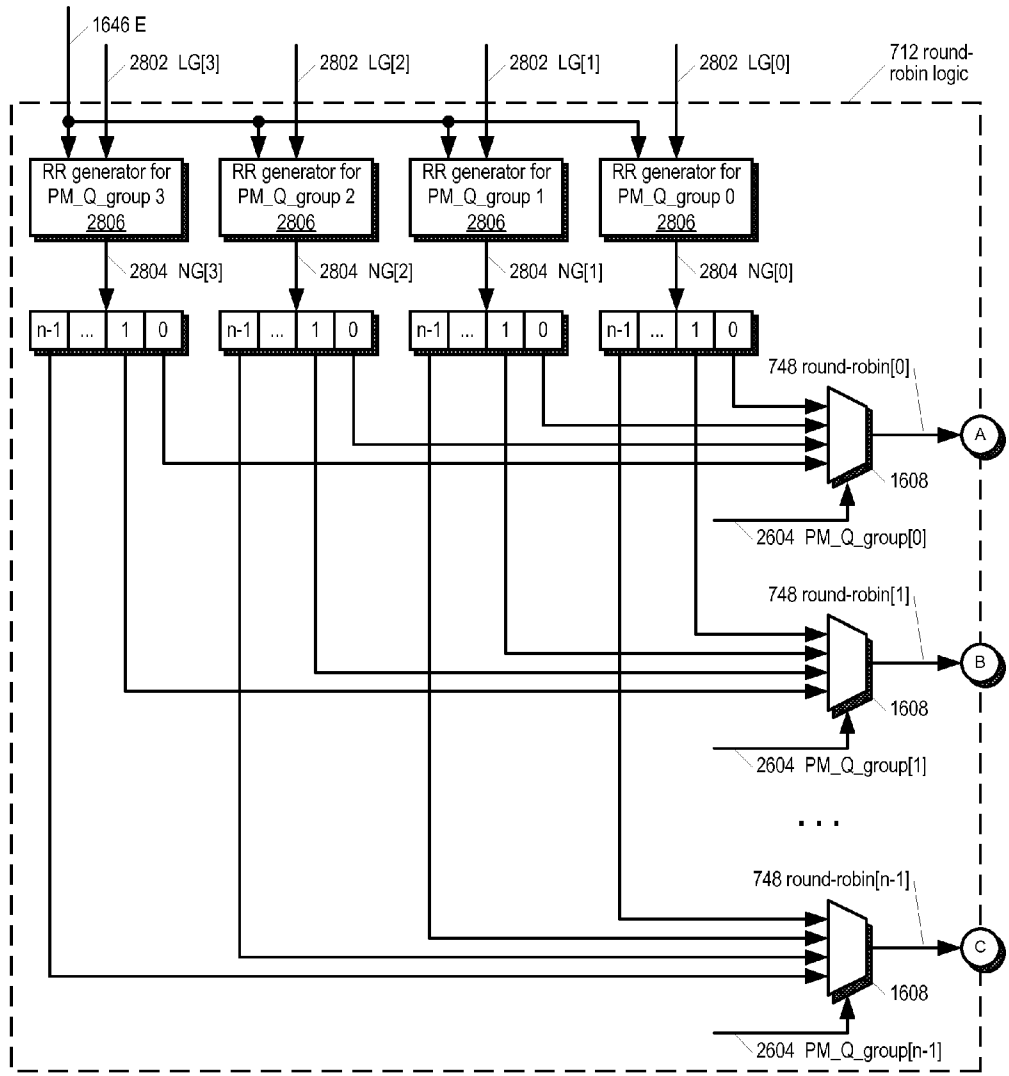 1646 E
2802 LG[3]
2802 LG[2]
2802 LG[1]
2802 LG[0]
712 round-
robin logic
RR generator for
PM_Q_group 3
2806
RR generator for
PM_Q_group 2
2806
RR generator for
PM_Q_group 1
2806
RR generator for
PM_Q_group 0
2806
2804 NG[3]
2804 NG[2]
2804 NG[1]
2804 NG[0]
n-1 ... 1 0
n-1 ... 1 0
n-1 ... 1 0
n-1 ... 1 0
748 round-robin[0]
A
1608
2604 PM_Q_group[0]
748 round-robin[1]
B
1608
2604 PM_Q_group[1]
. . .
748 round-robin[n-1]
C
1608
2604 PM_Q_group[n-1]